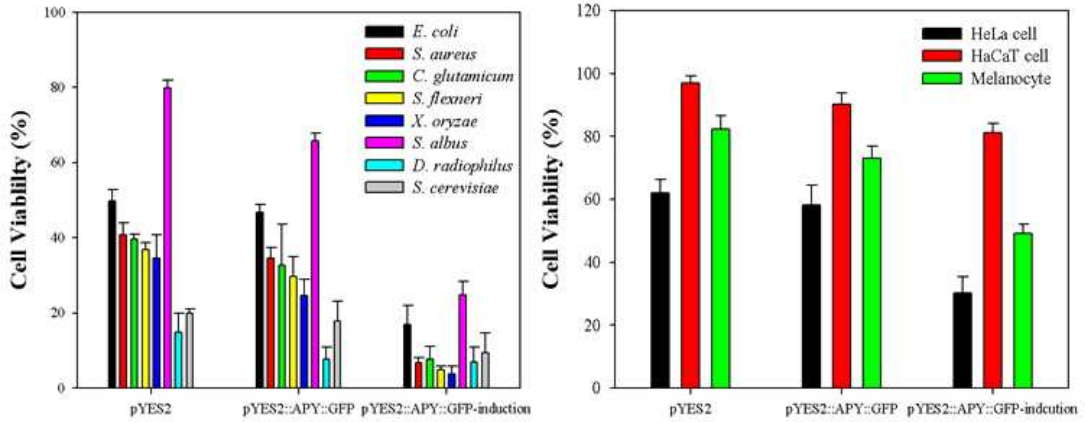 Cell Viablilty (%)
100
80
60
40
20
0
E. coli
S. aureus
C. glutamicum
S. flexneri
X. oryzae
S. albus
D. radiophilus
S. cerevisiae
pYES2
pYES2::APY::GFP
pYES2::APY::GFP-induction
Cell Viability (%)
120
100
80
60
40
20
0
HeLa cell
HaCaT cell
Melanocyte
pYES2
pYES2::APY::GFP
pYES2::APY::GFP-indcution